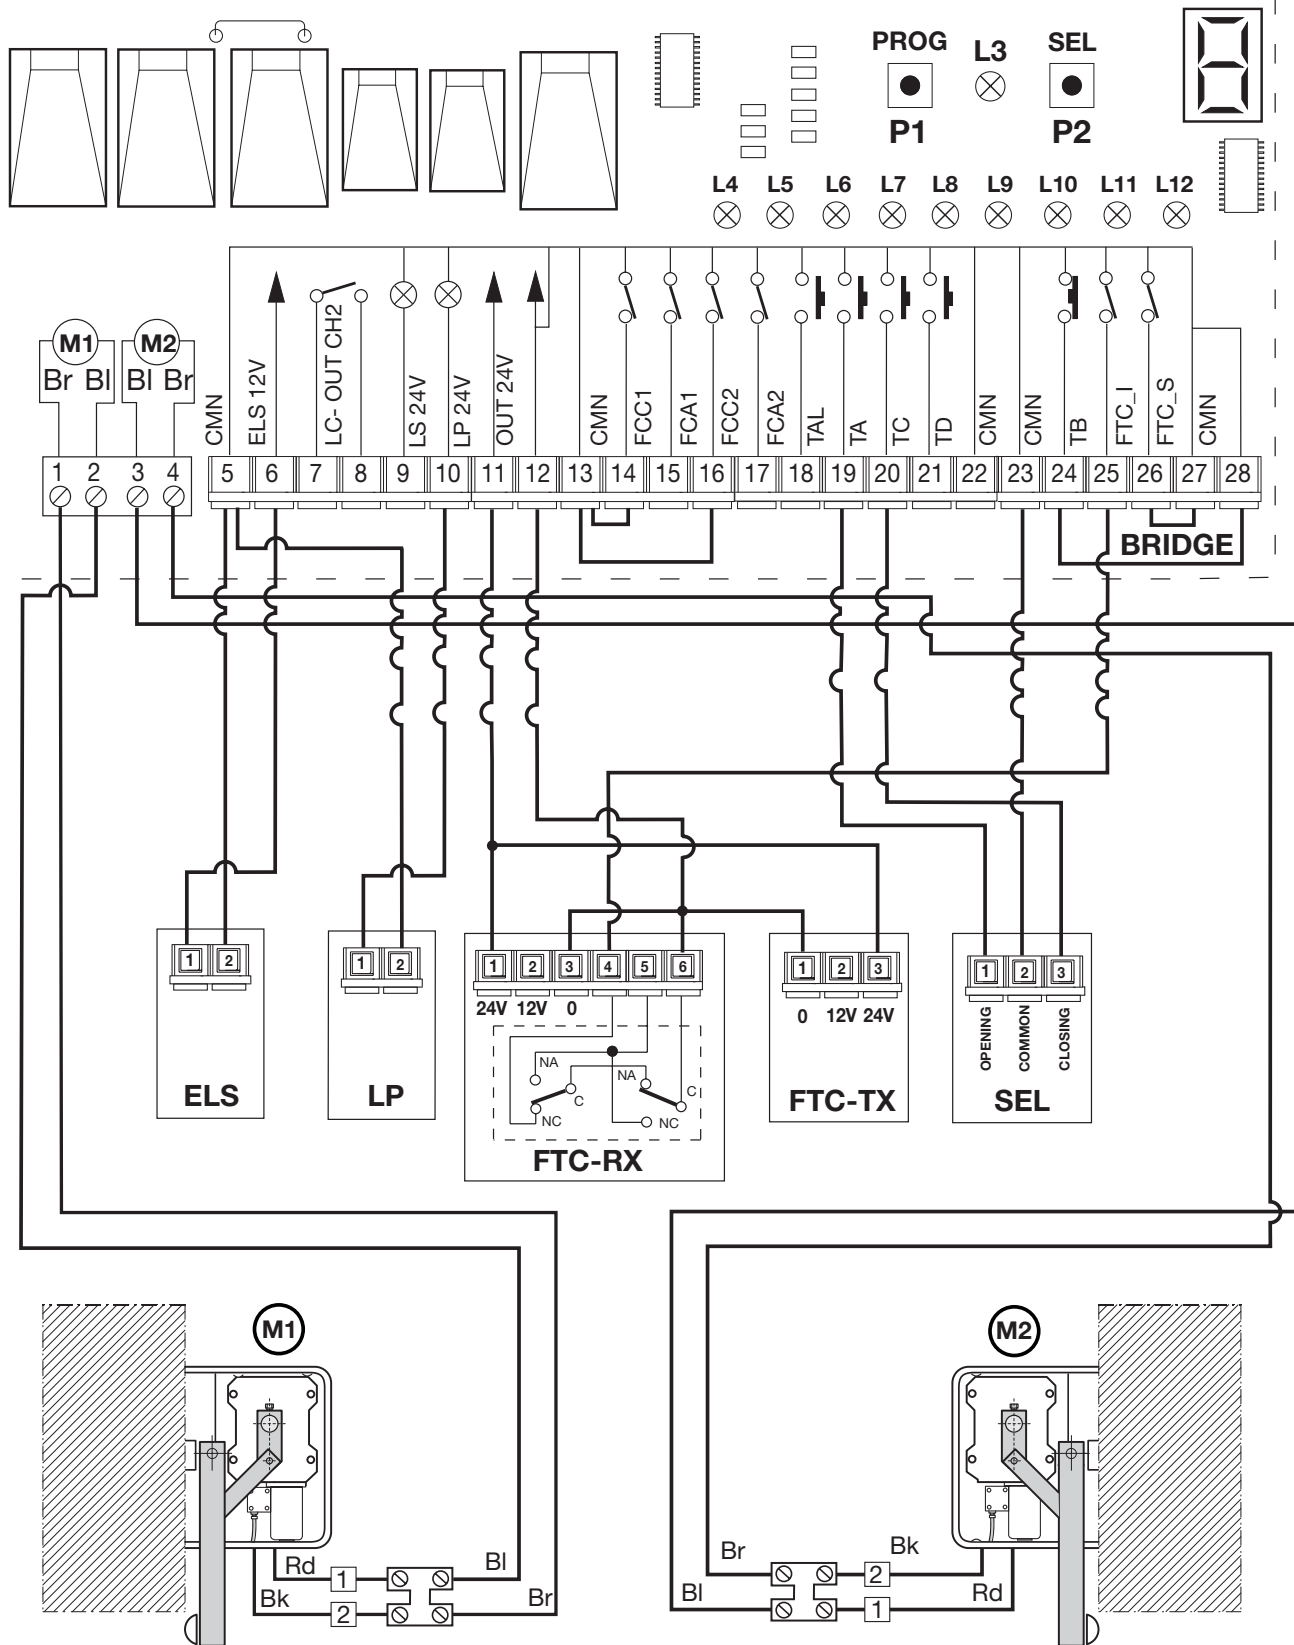 PROG L3 SEL
P1 P2
L4 L5 L6 L7 L8 L9 L10 L11 L12
M1 M2
Br Bl Bl Br
CMN ELS 12V LC- OUT CH2 LS 24V LP 24V OUT 24V CMN FCC1 FCA1 FCC2 FCA2 TAL TA TC TD CMN CMN TB FTC_I FTC_S CMN
1 2 3 4 5 6 7 8 9 10 11 12 13 14 15 16 17 18 19 20 21 22 23 24 25 26 27 28
BRIDGE
1 2
ELS
1 2
LP
1 2 3 4 5 6
24V 12V 0
NA NA
C C
NC NC
FTC-RX
1 2 3
0 12V 24V
FTC-TX
1 2 3
OPENING COMMON CLOSING
SEL
M1
Rd 1 Bl
Bk 2 Br
M2
Br 2 Bk
Bl 1 Rd